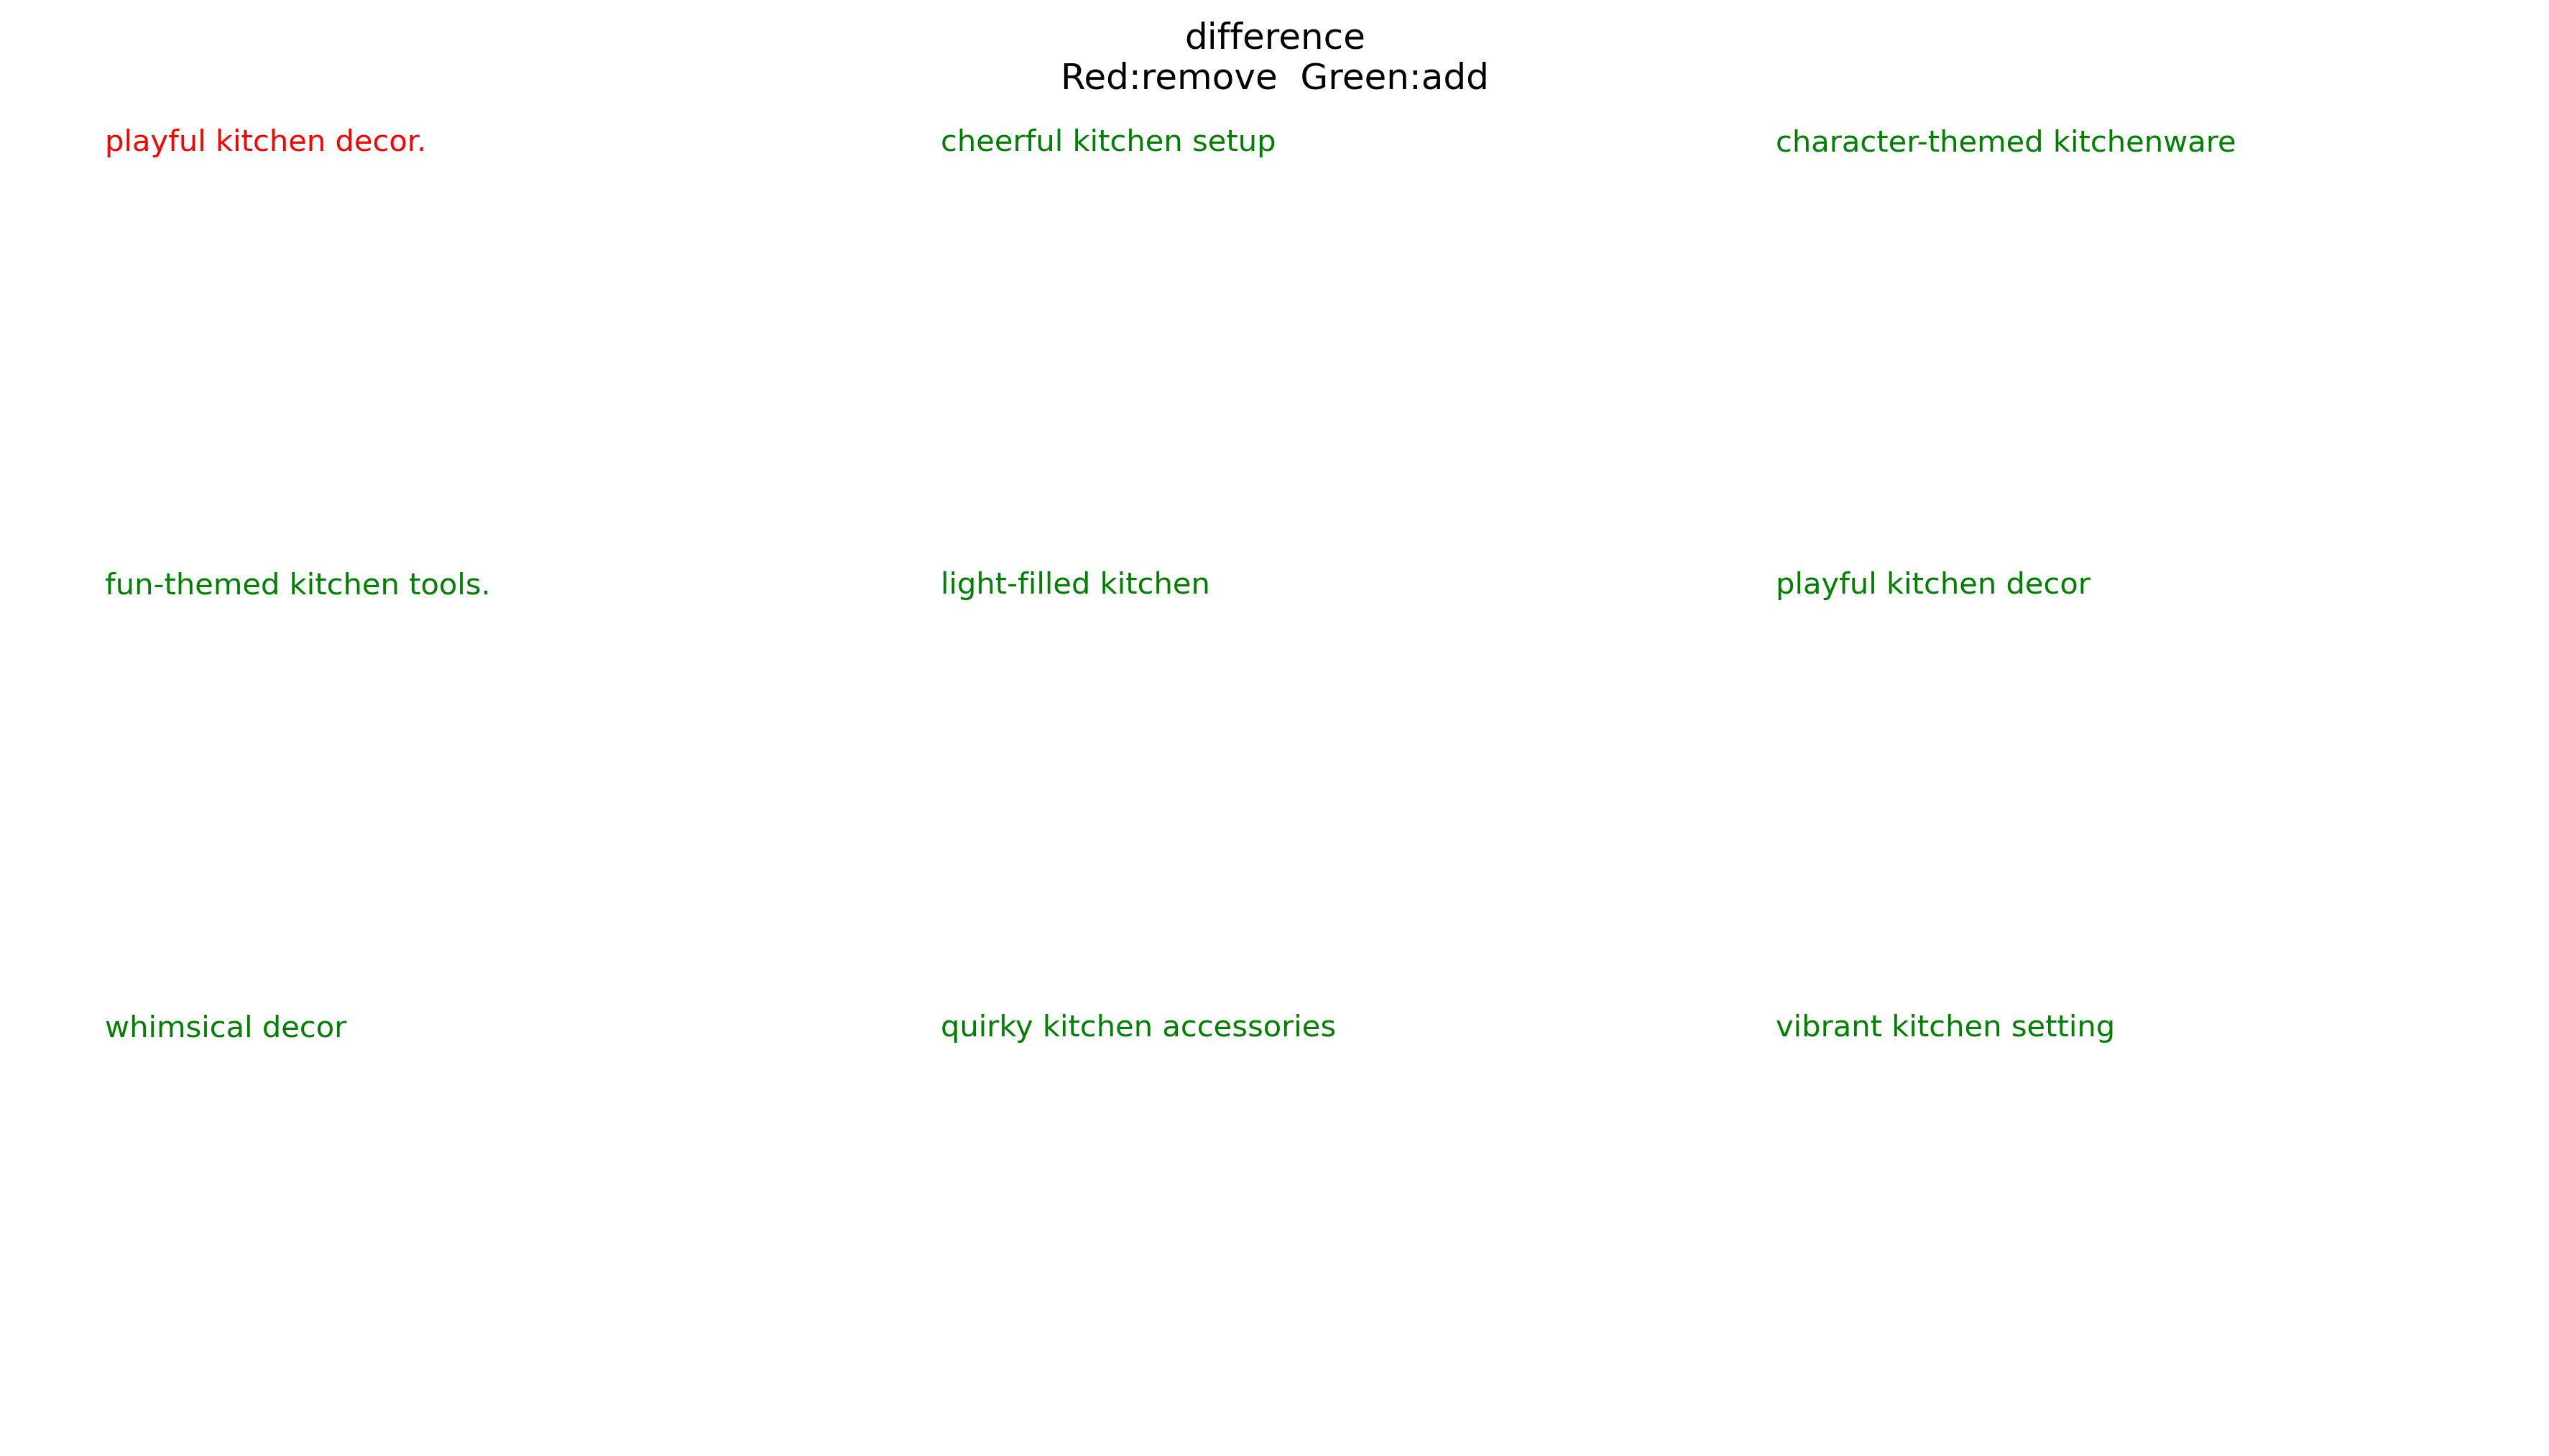 difference
Red:remove  Green:add
playful kitchen decor.
cheerful kitchen setup
character-themed kitchenware
fun-themed kitchen tools.
light-filled kitchen
playful kitchen decor
whimsical decor
quirky kitchen accessories
vibrant kitchen setting